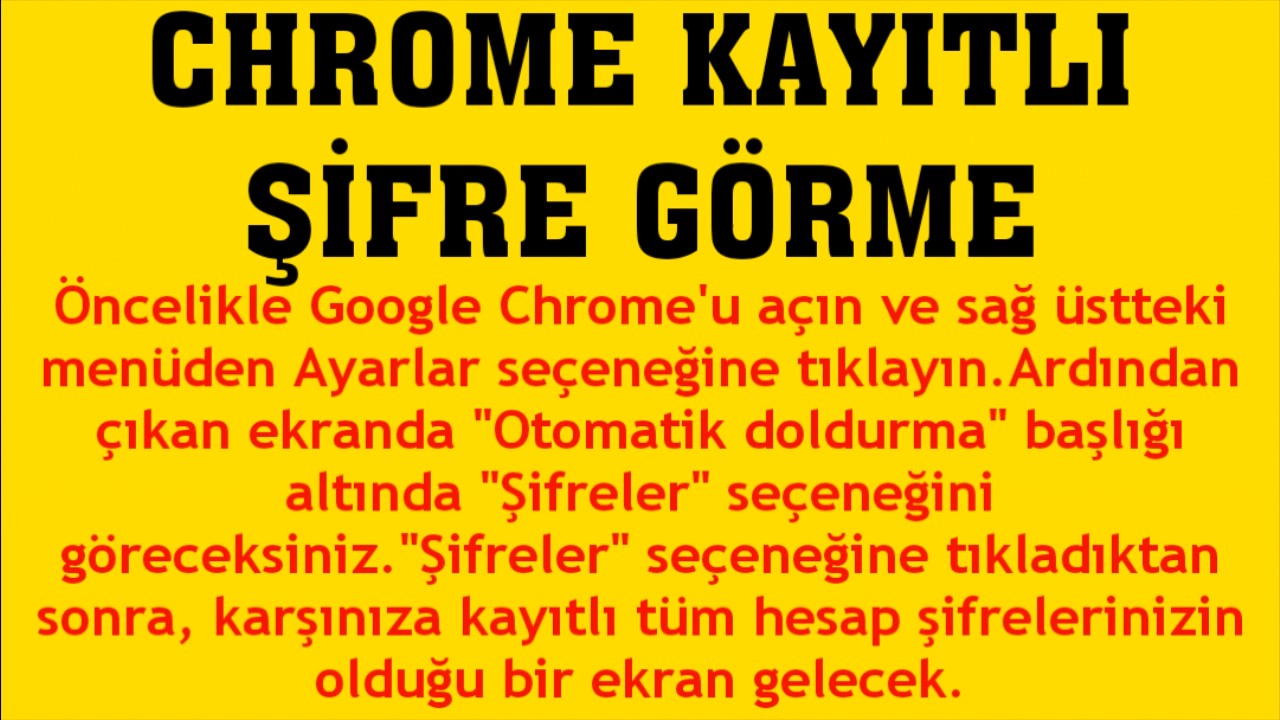 CHROME KAYITLI
ŞİFRE GÖRME
Öncelikle Google Chrome'u açın ve sağ üstteki
menüden Ayarlar seçeneğine tıklayın.Ardından
çıkan ekranda "Otomatik doldurma" başlığı
altında "Şifreler" seçeneğini
göreceksiniz."Şifreler" seçeneğine tıkladıktan
sonra, karşınıza kayıtlı tüm hesap şifrelerinizin
olduğu bir ekran gelecek.